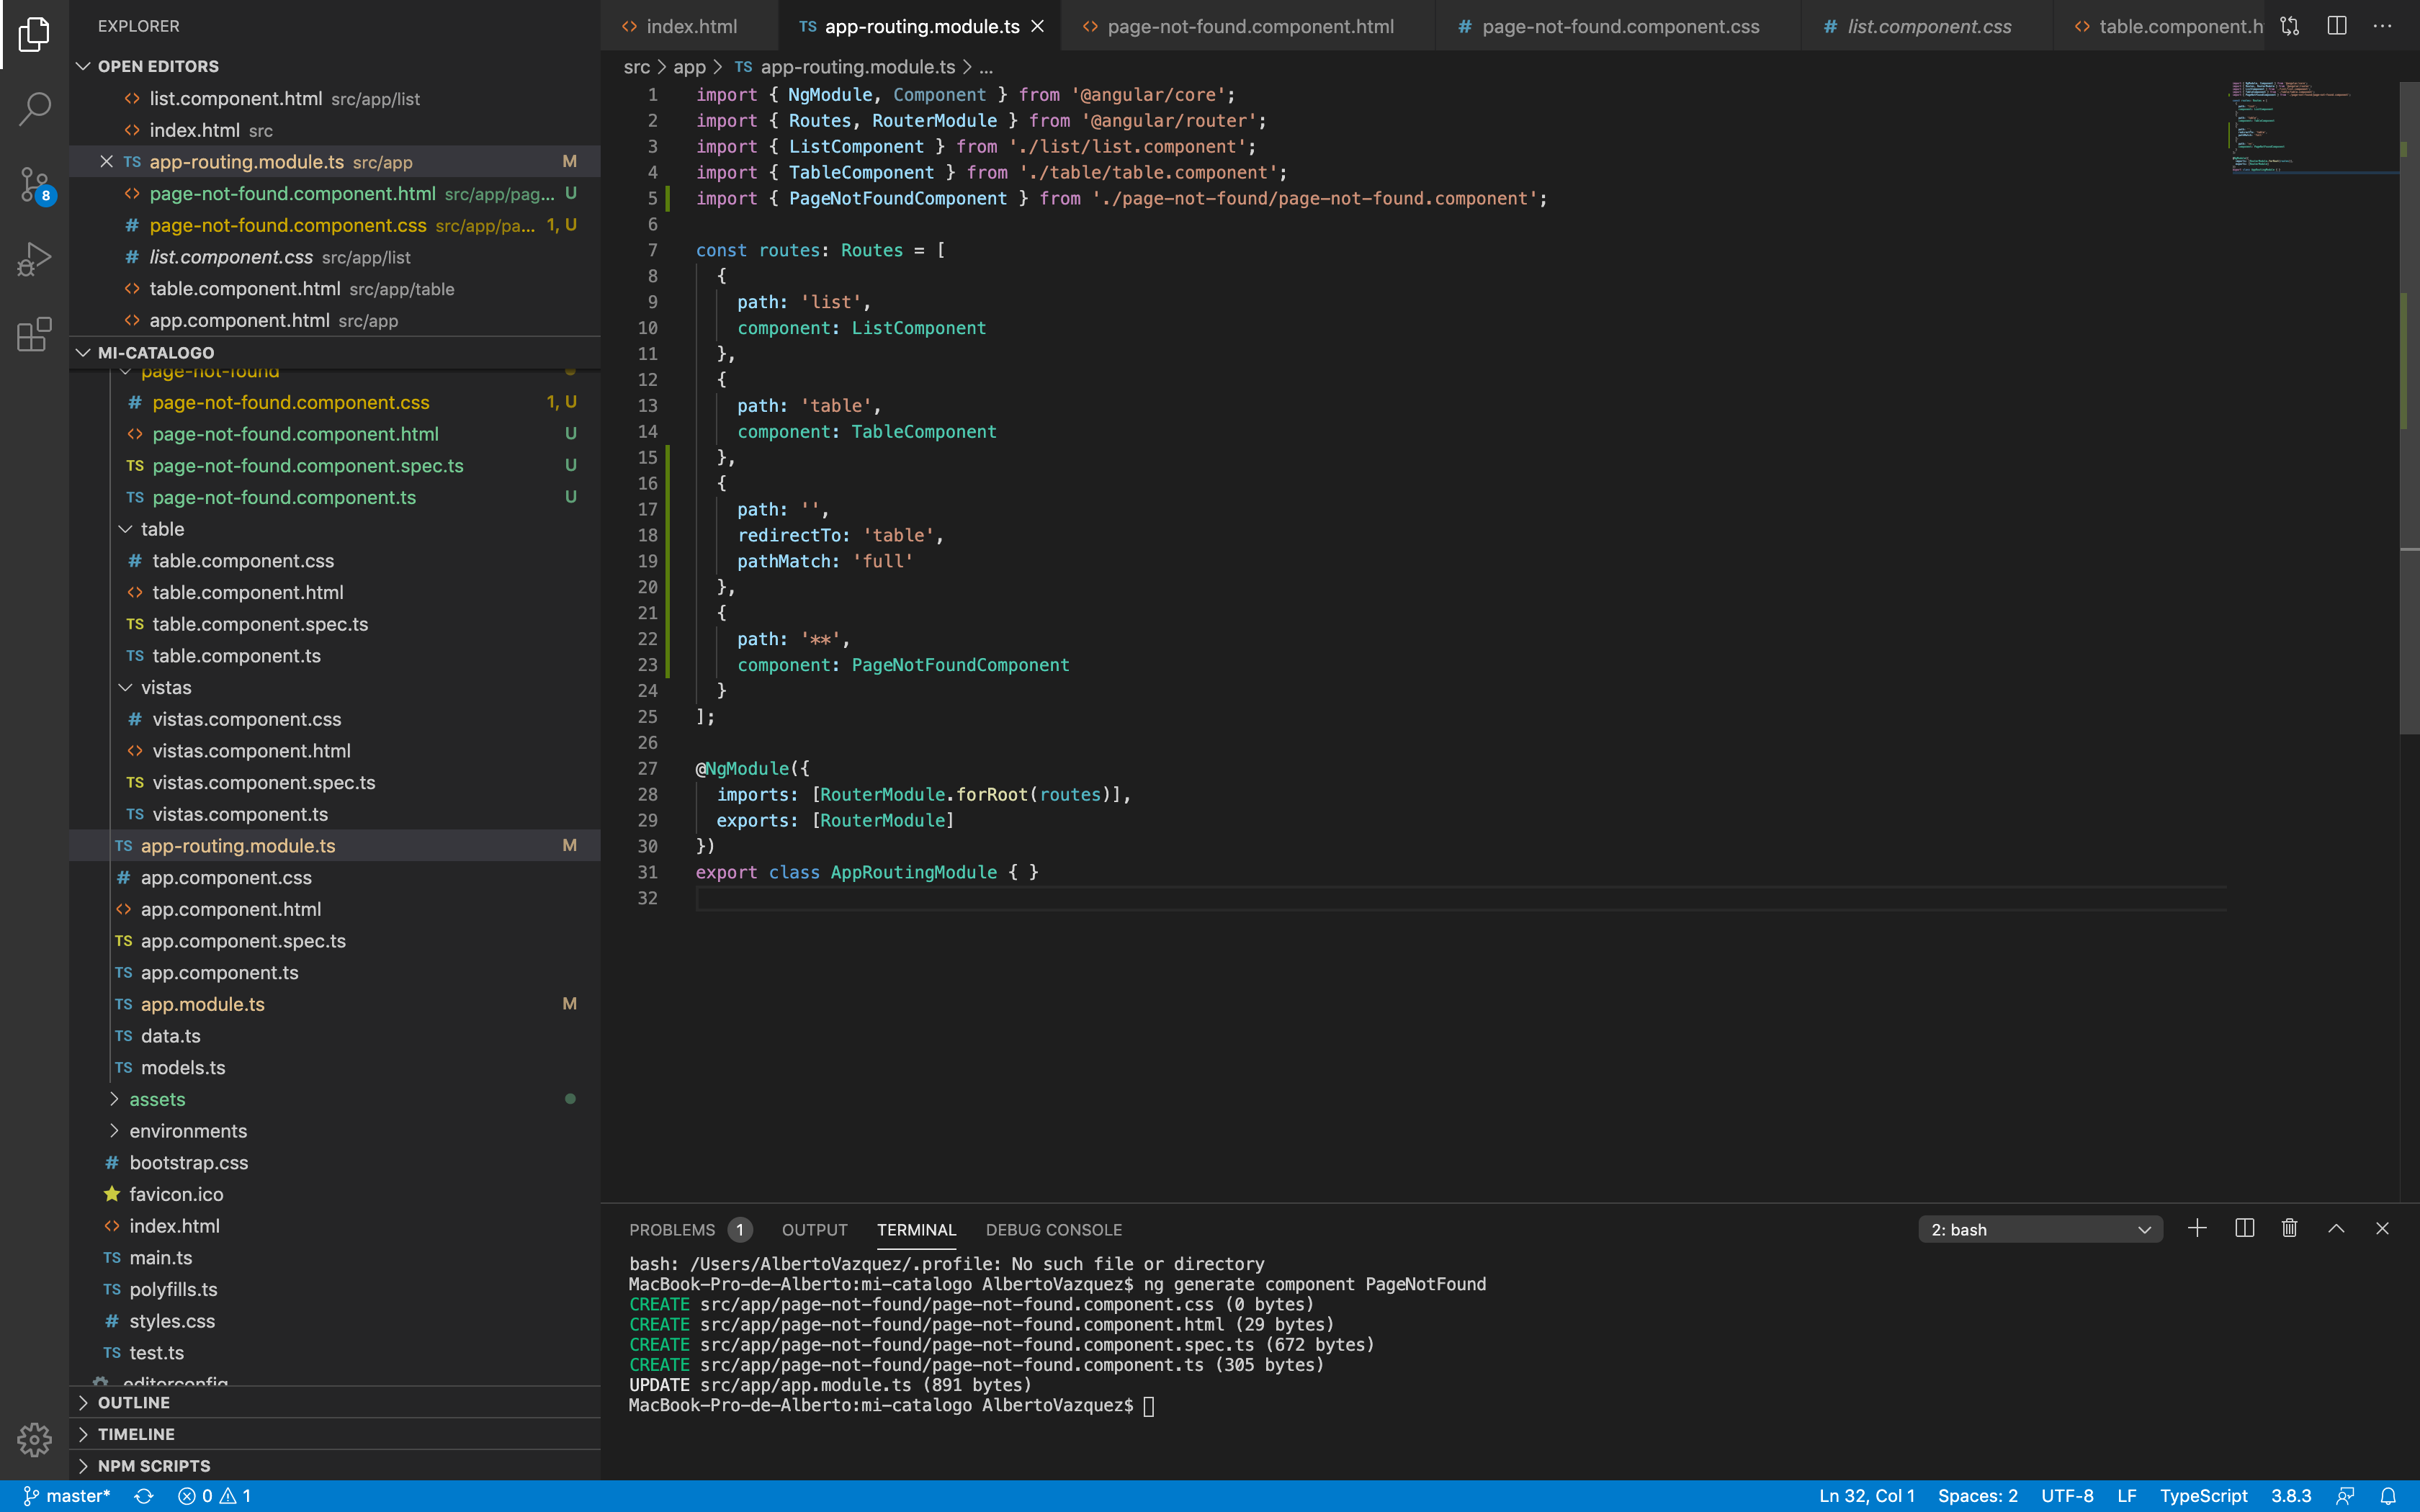 EXPLORER
OPEN EDITORS
list.component.html src/app/list
index.html src
app-routing.module.ts src/app M
page-not-found.component.html src/app/pag... U
page-not-found.component.css src/app/pa... 1, U
list.component.css src/app/list
table.component.html src/app/table
app.component.html src/app
8
MI-CATALOGO
page-not-found
page-not-found.component.css 1, U
page-not-found.component.html U
TS page-not-found.component.spec.ts U
TS page-not-found.component.ts U
table
table.component.css
table.component.html
TS table.component.spec.ts
TS table.component.ts
vistas
vistas.component.css
vistas.component.html
TS vistas.component.spec.ts
TS vistas.component.ts
TS app-routing.module.ts M
app.component.css
app.component.html
TS app.component.spec.ts
TS app.component.ts
TS app.module.ts M
TS data.ts
TS models.ts
assets
environments
bootstrap.css
favicon.ico
index.html
TS main.ts
TS polyfills.ts
styles.css
TS test.ts
.editorconfig
OUTLINE
TIMELINE
NPM SCRIPTS
index.html TS app-routing.module.ts page-not-found.component.html # page-not-found.component.css # list.component.css table.component.h
src > app > TS app-routing.module.ts > ...
1 import { NgModule, Component } from '@angular/core';
2 import { Routes, RouterModule } from '@angular/router';
3 import { ListComponent } from './list/list.component';
4 import { TableComponent } from './table/table.component';
5 import { PageNotFoundComponent } from './page-not-found/page-not-found.component';
6
7 const routes: Routes = [
8 {
9 path: 'list',
10 component: ListComponent
11 },
12 {
13 path: 'table',
14 component: TableComponent
15 },
16 {
17 path: '',
18 redirectTo: 'table',
19 pathMatch: 'full'
20 },
21 {
22 path: '**',
23 component: PageNotFoundComponent
24 }
25 ];
26
27 @NgModule({
28 imports: [RouterModule.forRoot(routes)],
29 exports: [RouterModule]
30 })
31 export class AppRoutingModule { }
32
PROBLEMS 1 OUTPUT TERMINAL DEBUG CONSOLE 2: bash
bash: /Users/AlbertoVazquez/.profile: No such file or directory
MacBook-Pro-de-Alberto:mi-catalogo AlbertoVazquez$ ng generate component PageNotFound
CREATE src/app/page-not-found/page-not-found.component.css (0 bytes)
CREATE src/app/page-not-found/page-not-found.component.html (29 bytes)
CREATE src/app/page-not-found/page-not-found.component.spec.ts (672 bytes)
CREATE src/app/page-not-found/page-not-found.component.ts (305 bytes)
UPDATE src/app/app.module.ts (891 bytes)
MacBook-Pro-de-Alberto:mi-catalogo AlbertoVazquez$
master* 0 1 Ln 32, Col 1 Spaces: 2 UTF-8 LF TypeScript 3.8.3